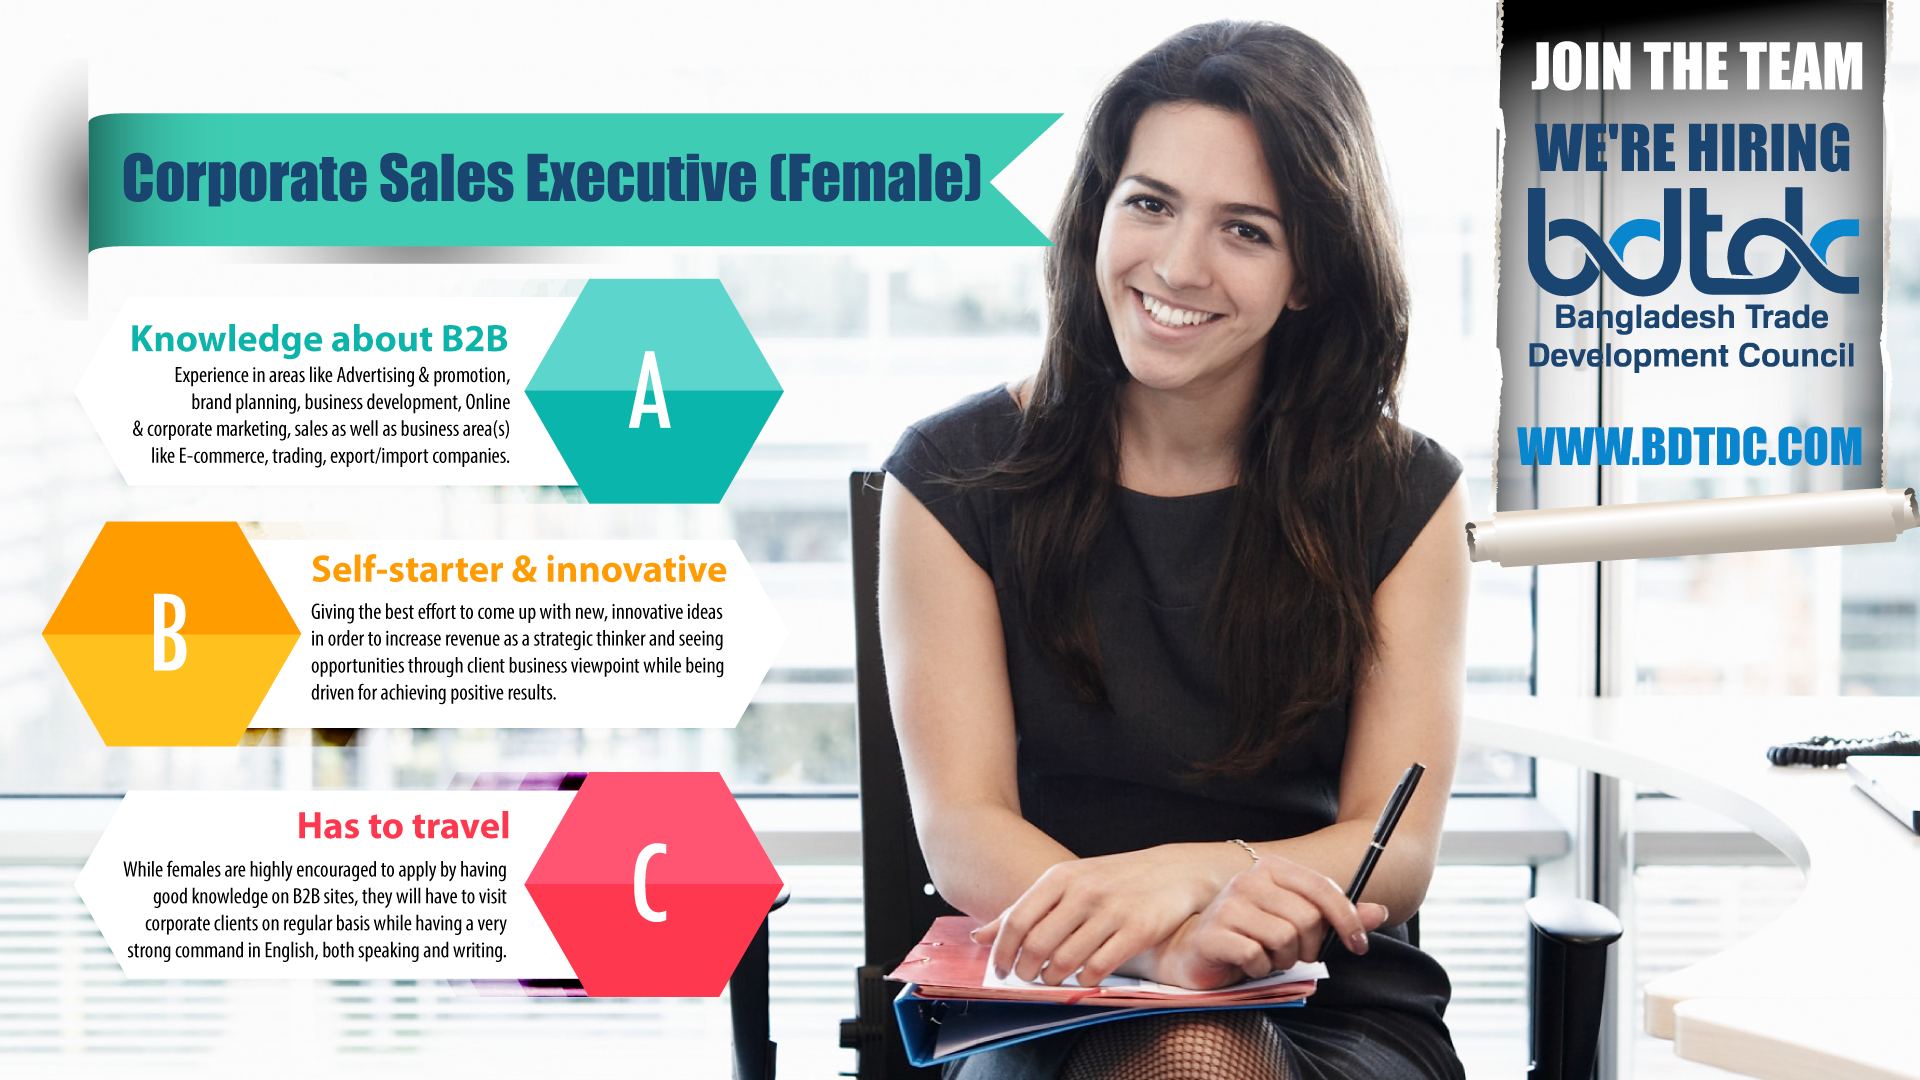 Corporate Sales Executive (Female)
Knowledge about B2B
Experience in areas like Advertising & promotion,
brand planning, business development, Online
& corporate marketing, sales as well as business area(s)
like E-commerce, trading, export/import companies.
A
B
Self-starter & innovative
Giving the best effort to come up with new, innovative ideas
in order to increase revenue as a strategic thinker and seeing
opportunities through client business viewpoint while being
driven for achieving positive results.
Has to travel
While females are highly encouraged to apply by having
good knowledge on B2B sites, they will have to visit
corporate clients on regular basis while having a very
strong command in English, both speaking and writing.
C
JOIN THE TEAM
WE'RE HIRING
bdtdc
Bangladesh Trade
Development Council
WWW.BDTDC.COM